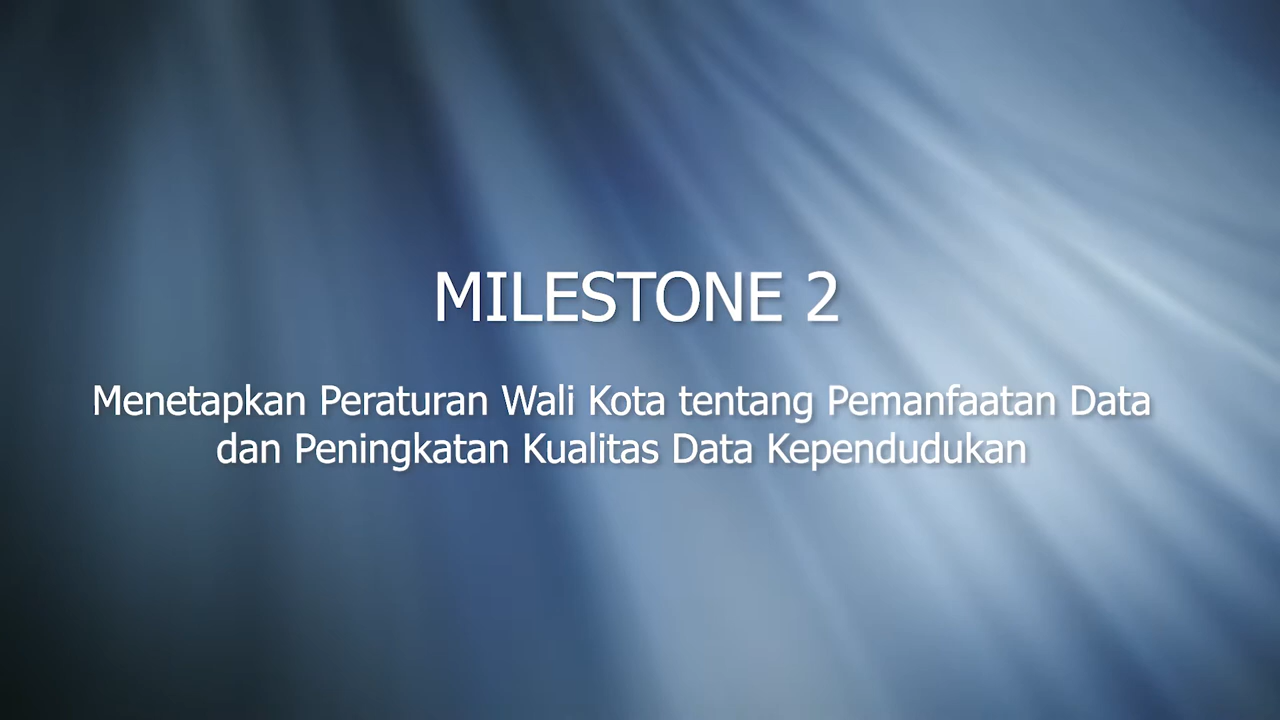 MILESTONE 2
Menetapkan Peraturan Wali Kota tentang Pemanfaatan Data
dan Peningkatan Kualitas Data Kependudukan